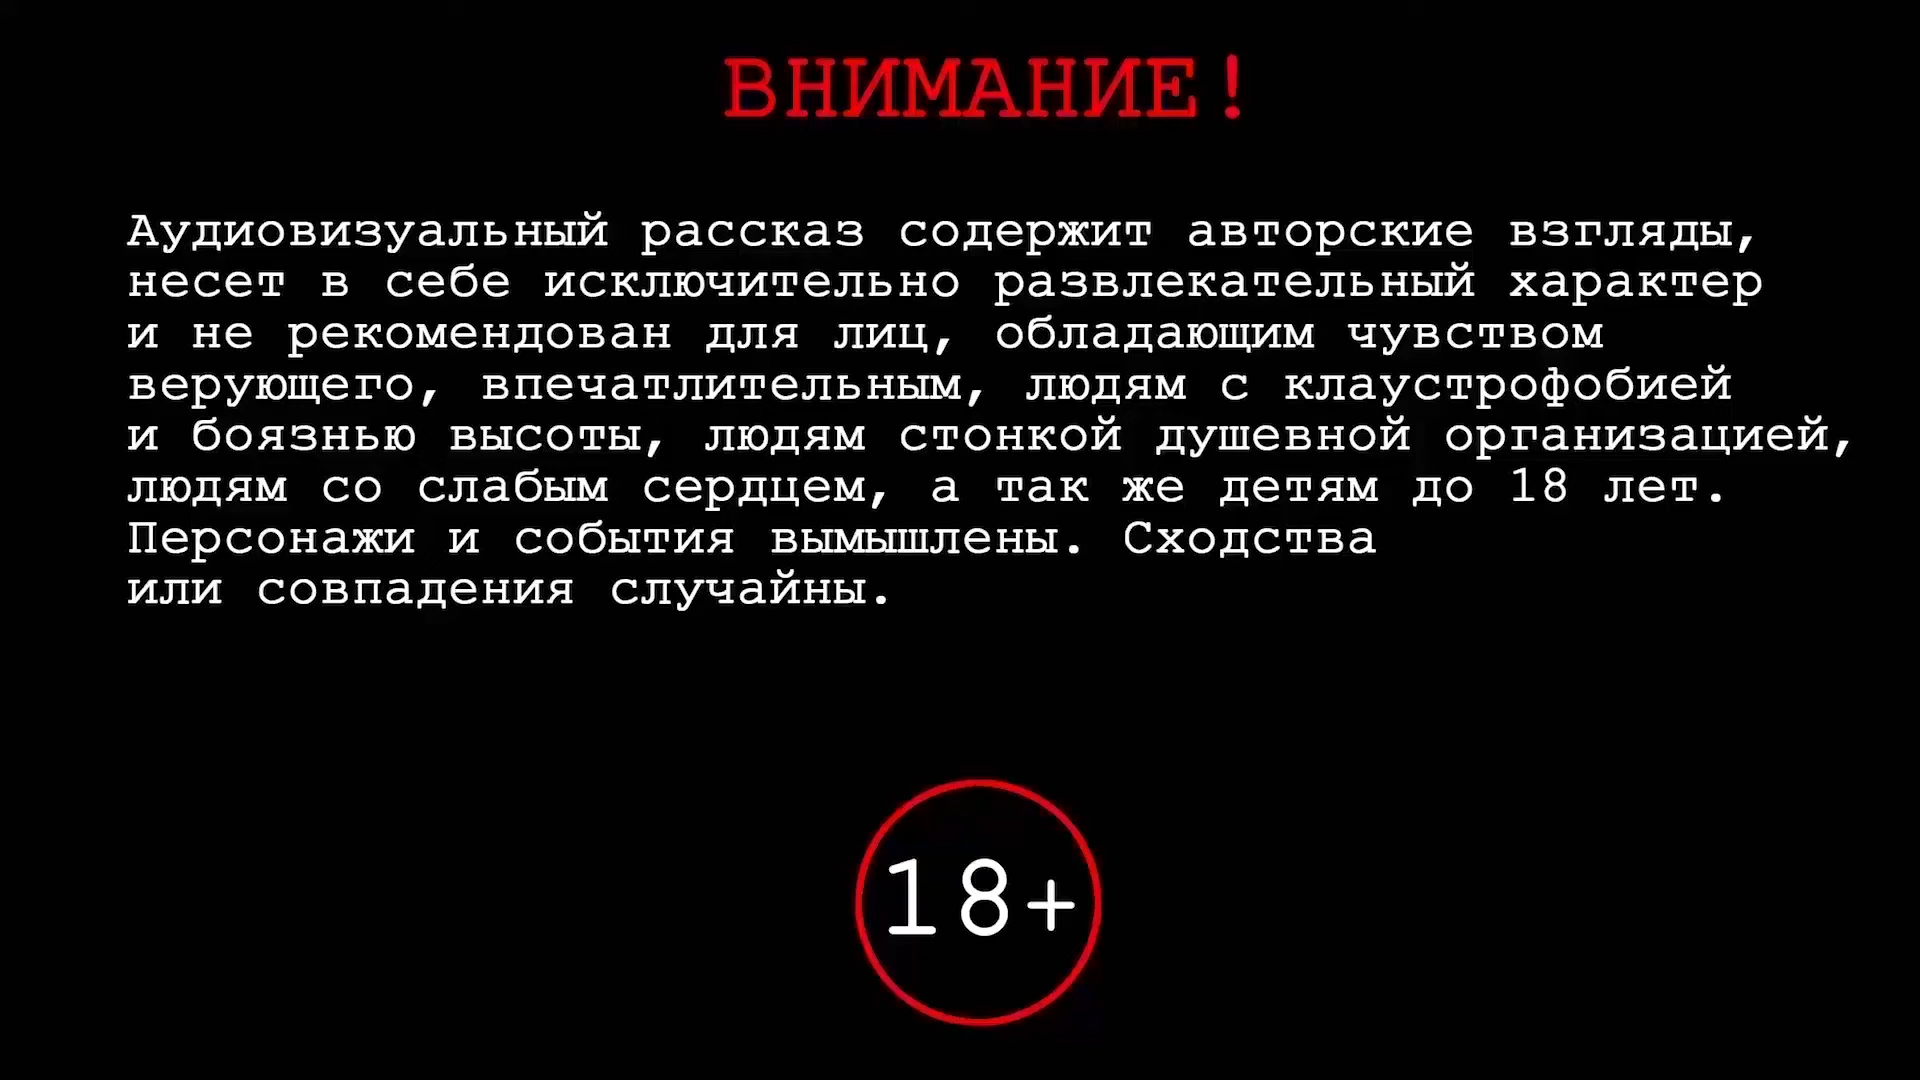 ВНИМАНИЕ!
Аудиовизуальный рассказ содержит авторские взгляды,
несет в себе исключительно развлекательный характер
и не рекомендован для лиц, обладающим чувством
верующего, впечатлительным, людям с клаустрофобией
и боязнью высоты, людям стонкой душевной организацией,
людям со слабым сердцем, а так же детям до 18 лет.
Персонажи и события вымышлены. Сходства
или совпадения случайны.
18+